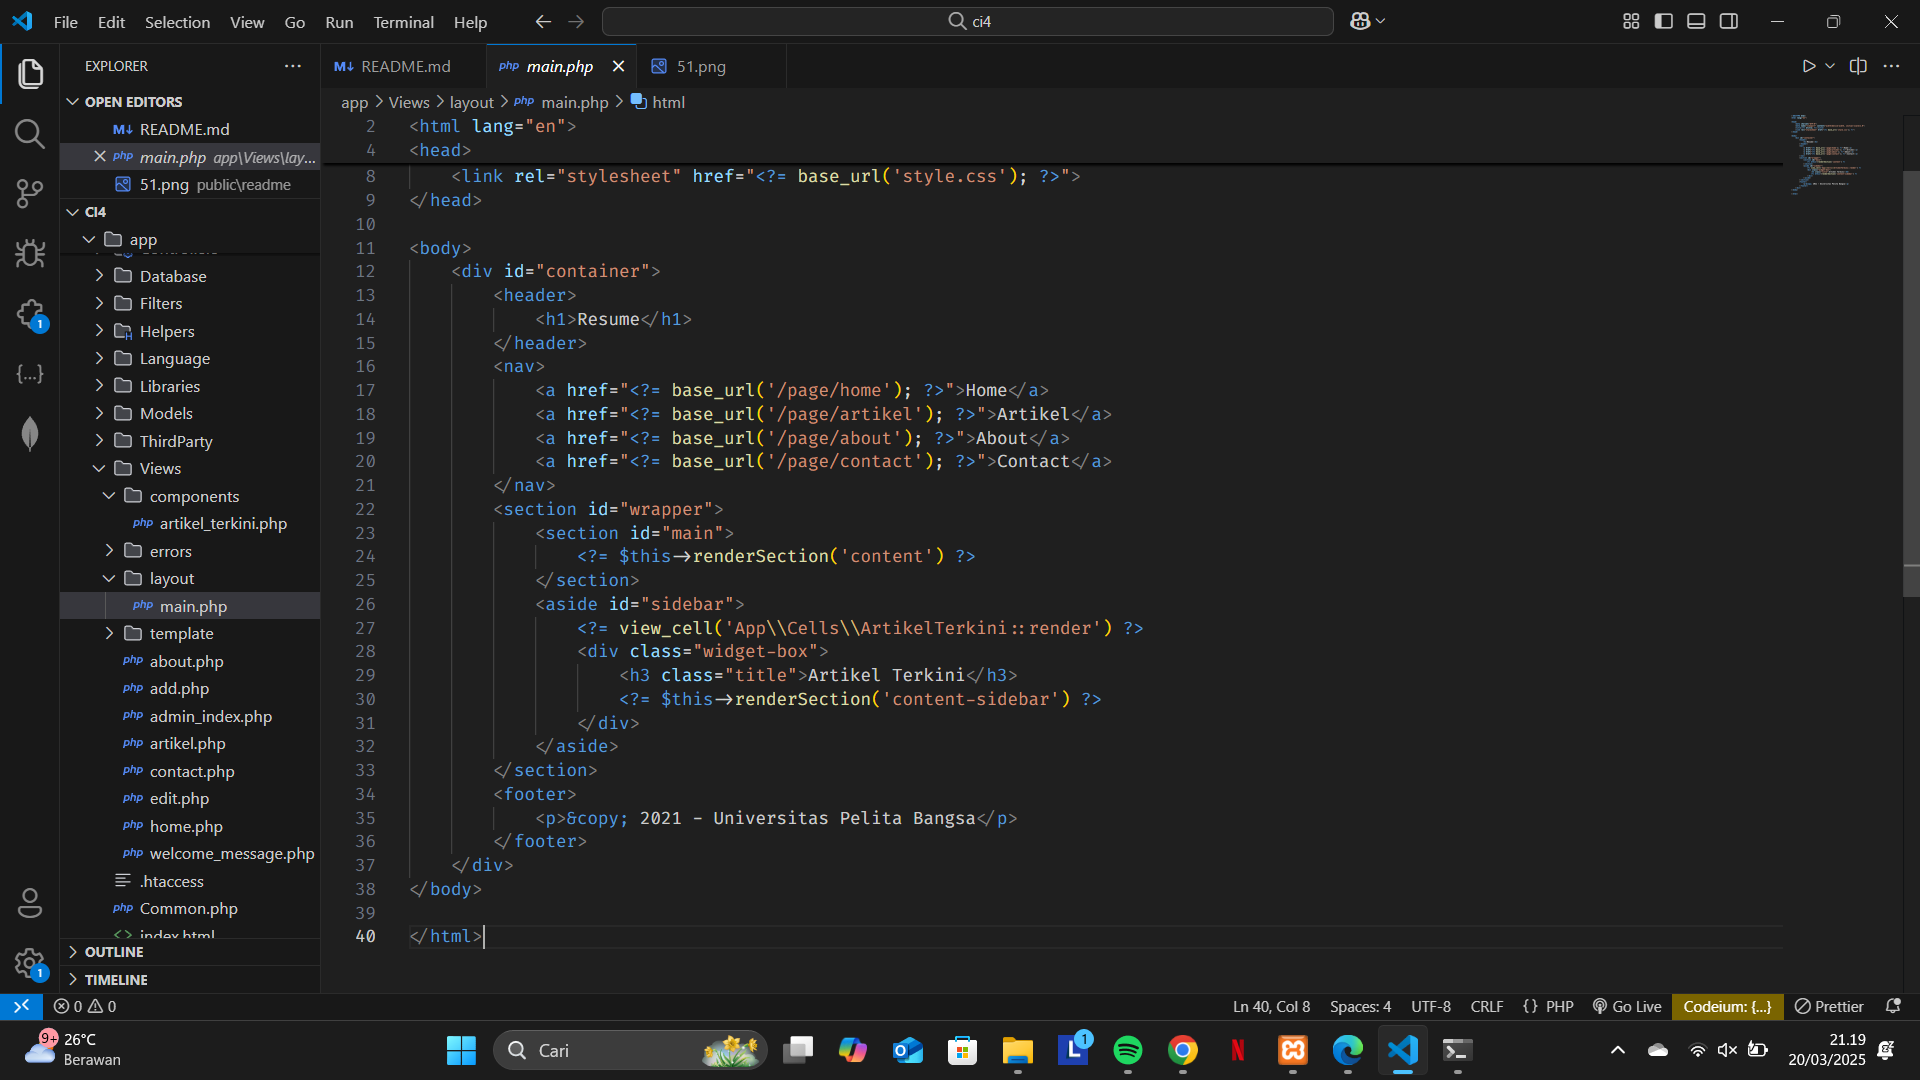 File Edit Selection View Go Run Terminal Help
ci4
EXPLORER
README.md
main.php
51.png
OPEN EDITORS
README.md
main.php app\Views\lay...
51.png public\readme
CI4
app
Database
Filters
Helpers
Language
Libraries
Models
ThirdParty
Views
components
artikel_terkini.php
errors
layout
main.php
template
about.php
add.php
admin_index.php
artikel.php
contact.php
edit.php
home.php
welcome_message.php
.htaccess
Common.php
index.html
OUTLINE
TIMELINE
app > Views > layout > main.php > html
2 <html lang="en">
4 <head>
8 <link rel="stylesheet" href="<?= base_url('style.css'); ?>">
9 </head>
10
11 <body>
12 <div id="container">
13 <header>
14 <h1>Resume</h1>
15 </header>
16 <nav>
17 <a href="<?= base_url('/page/home'); ?>">Home</a>
18 <a href="<?= base_url('/page/artikel'); ?>">Artikel</a>
19 <a href="<?= base_url('/page/about'); ?>">About</a>
20 <a href="<?= base_url('/page/contact'); ?>">Contact</a>
21 </nav>
22 <section id="wrapper">
23 <section id="main">
24 <?= $this->renderSection('content') ?>
25 </section>
26 <aside id="sidebar">
27 <?= view_cell('App\\Cells\\ArtikelTerkini::render') ?>
28 <div class="widget-box">
29 <h3 class="title">Artikel Terkini</h3>
30 <?= $this->renderSection('content-sidebar') ?>
31 </div>
32 </aside>
33 </section>
34 <footer>
35 <p>&copy; 2021 - Universitas Pelita Bangsa</p>
36 </footer>
37 </div>
38 </body>
39
40 </html>
0 0
Ln 40, Col 8 Spaces: 4 UTF-8 CRLF {} PHP Go Live Codeium: {...} Prettier
9+
26°C
Berawan
Cari
1
21.19
20/03/2025